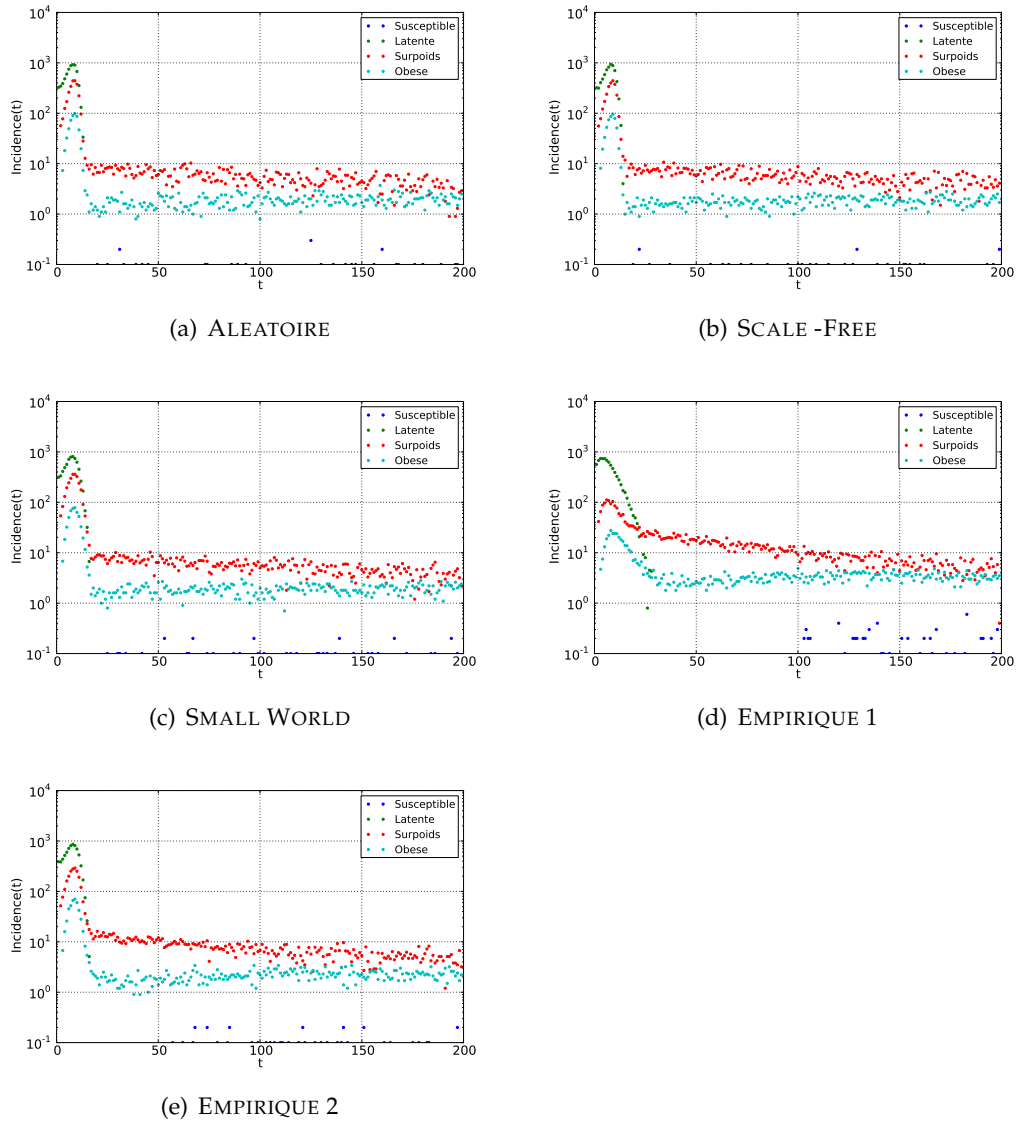 10^4
10^3
10^2
10^1
10^0
10^-1
Incidence(t)
Susceptible
Latente
Surpoids
Obese
0 50 100 150 200
t
(a) ALEATOIRE
10^4
10^3
10^2
10^1
10^0
10^-1
Incidence(t)
Susceptible
Latente
Surpoids
Obese
0 50 100 150 200
t
(b) SCALE -FREE
10^4
10^3
10^2
10^1
10^0
10^-1
Incidence(t)
Susceptible
Latente
Surpoids
Obese
0 50 100 150 200
t
(c) SMALL WORLD
10^4
10^3
10^2
10^1
10^0
10^-1
Incidence(t)
Susceptible
Latente
Surpoids
Obese
0 50 100 150 200
t
(d) EMPIRIQUE 1
10^4
10^3
10^2
10^1
10^0
10^-1
Incidence(t)
Susceptible
Latente
Surpoids
Obese
0 50 100 150 200
t
(e) EMPIRIQUE 2